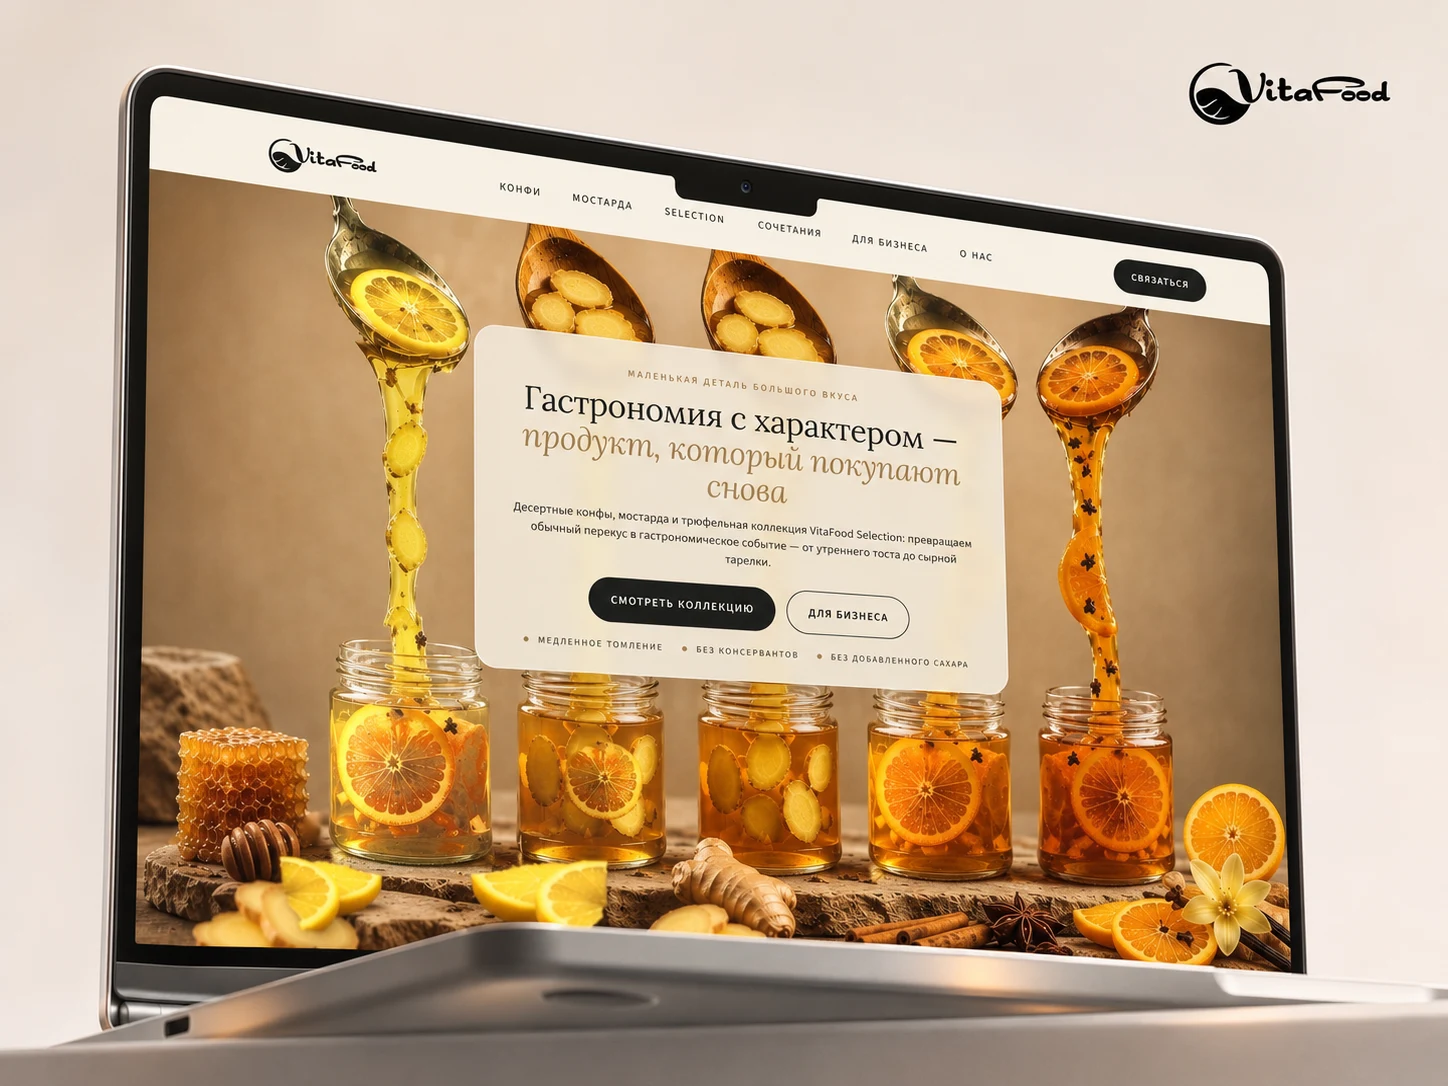 VitaFood
VitaFood
КОНФИ
МОСТАРДА
SELECTION
СОЧЕТАНИЯ
ДЛЯ БИЗНЕСА
О НАС
СВЯЗАТЬСЯ
МАЛЕНЬКАЯ ДЕТАЛЬ БОЛЬШОГО ВКУСА
Гастрономия с характером —
продукт, который покупают
снова
Десертные конфы, мостарда и трюфельная коллекция VitaFood Selection: превращаем
обычный перекус в гастрономическое событие — от утреннего тоста до сырной
тарелки.
СМОТРЕТЬ КОЛЛЕКЦИЮ
ДЛЯ БИЗНЕСА
МЕДЛЕННОЕ ТОМЛЕНИЕ
БЕЗ КОНСЕРВАНТОВ
БЕЗ ДОБАВЛЕННОГО САХАРА